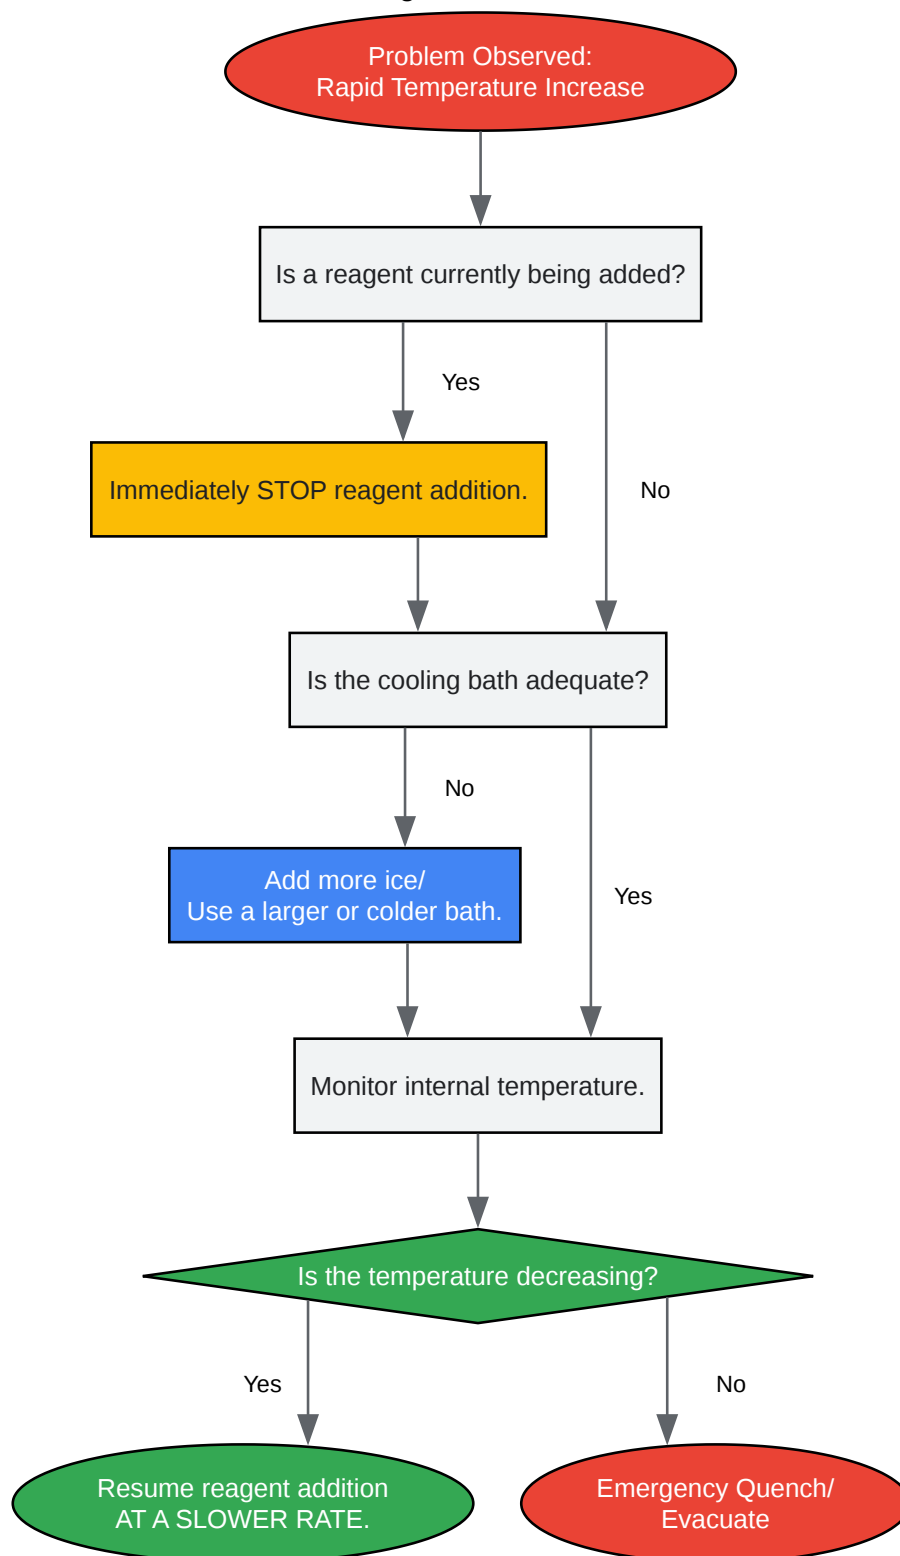 Problem Observed:
Rapid Temperature Increase
Is a reagent currently being added?
Yes
Immediately STOP reagent addition.
No
Is the cooling bath adequate?
No
Add more ice/
Use a larger or colder bath.
Yes
Monitor internal temperature.
Is the temperature decreasing?
Yes
No
Resume reagent addition
AT A SLOWER RATE.
Emergency Quench/
Evacuate